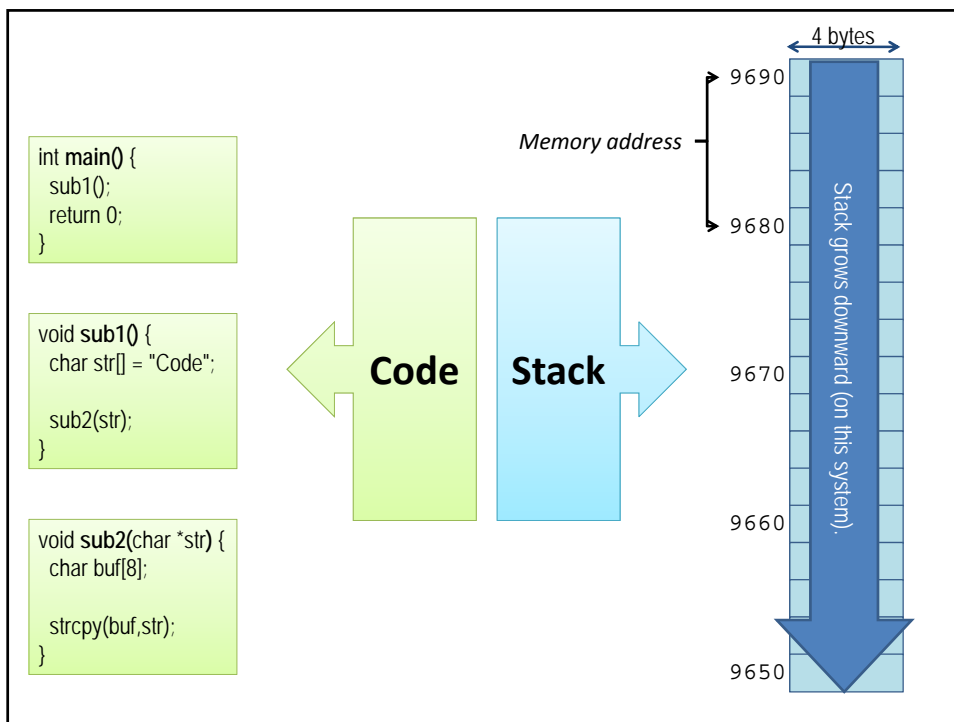 4 bytes
9690
Memory address
9680
9670
9660
9650
Stack grows downward (on this system).
int main() {
sub1();
return 0;
}
void sub1() {
char str[] = "Code";
sub2(str);
}
void sub2(char *str) {
char buf[8];
strcpy(buf,str);
}
Code
Stack